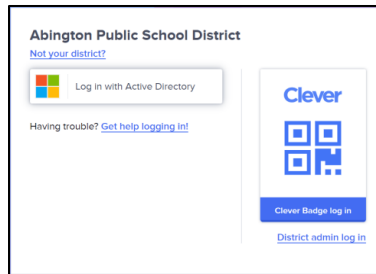 Abington Public School District
Not your district?
Log in with Active Directory
Having trouble? Get help logging in!
Clever
Clever Badge log in
District admin log in